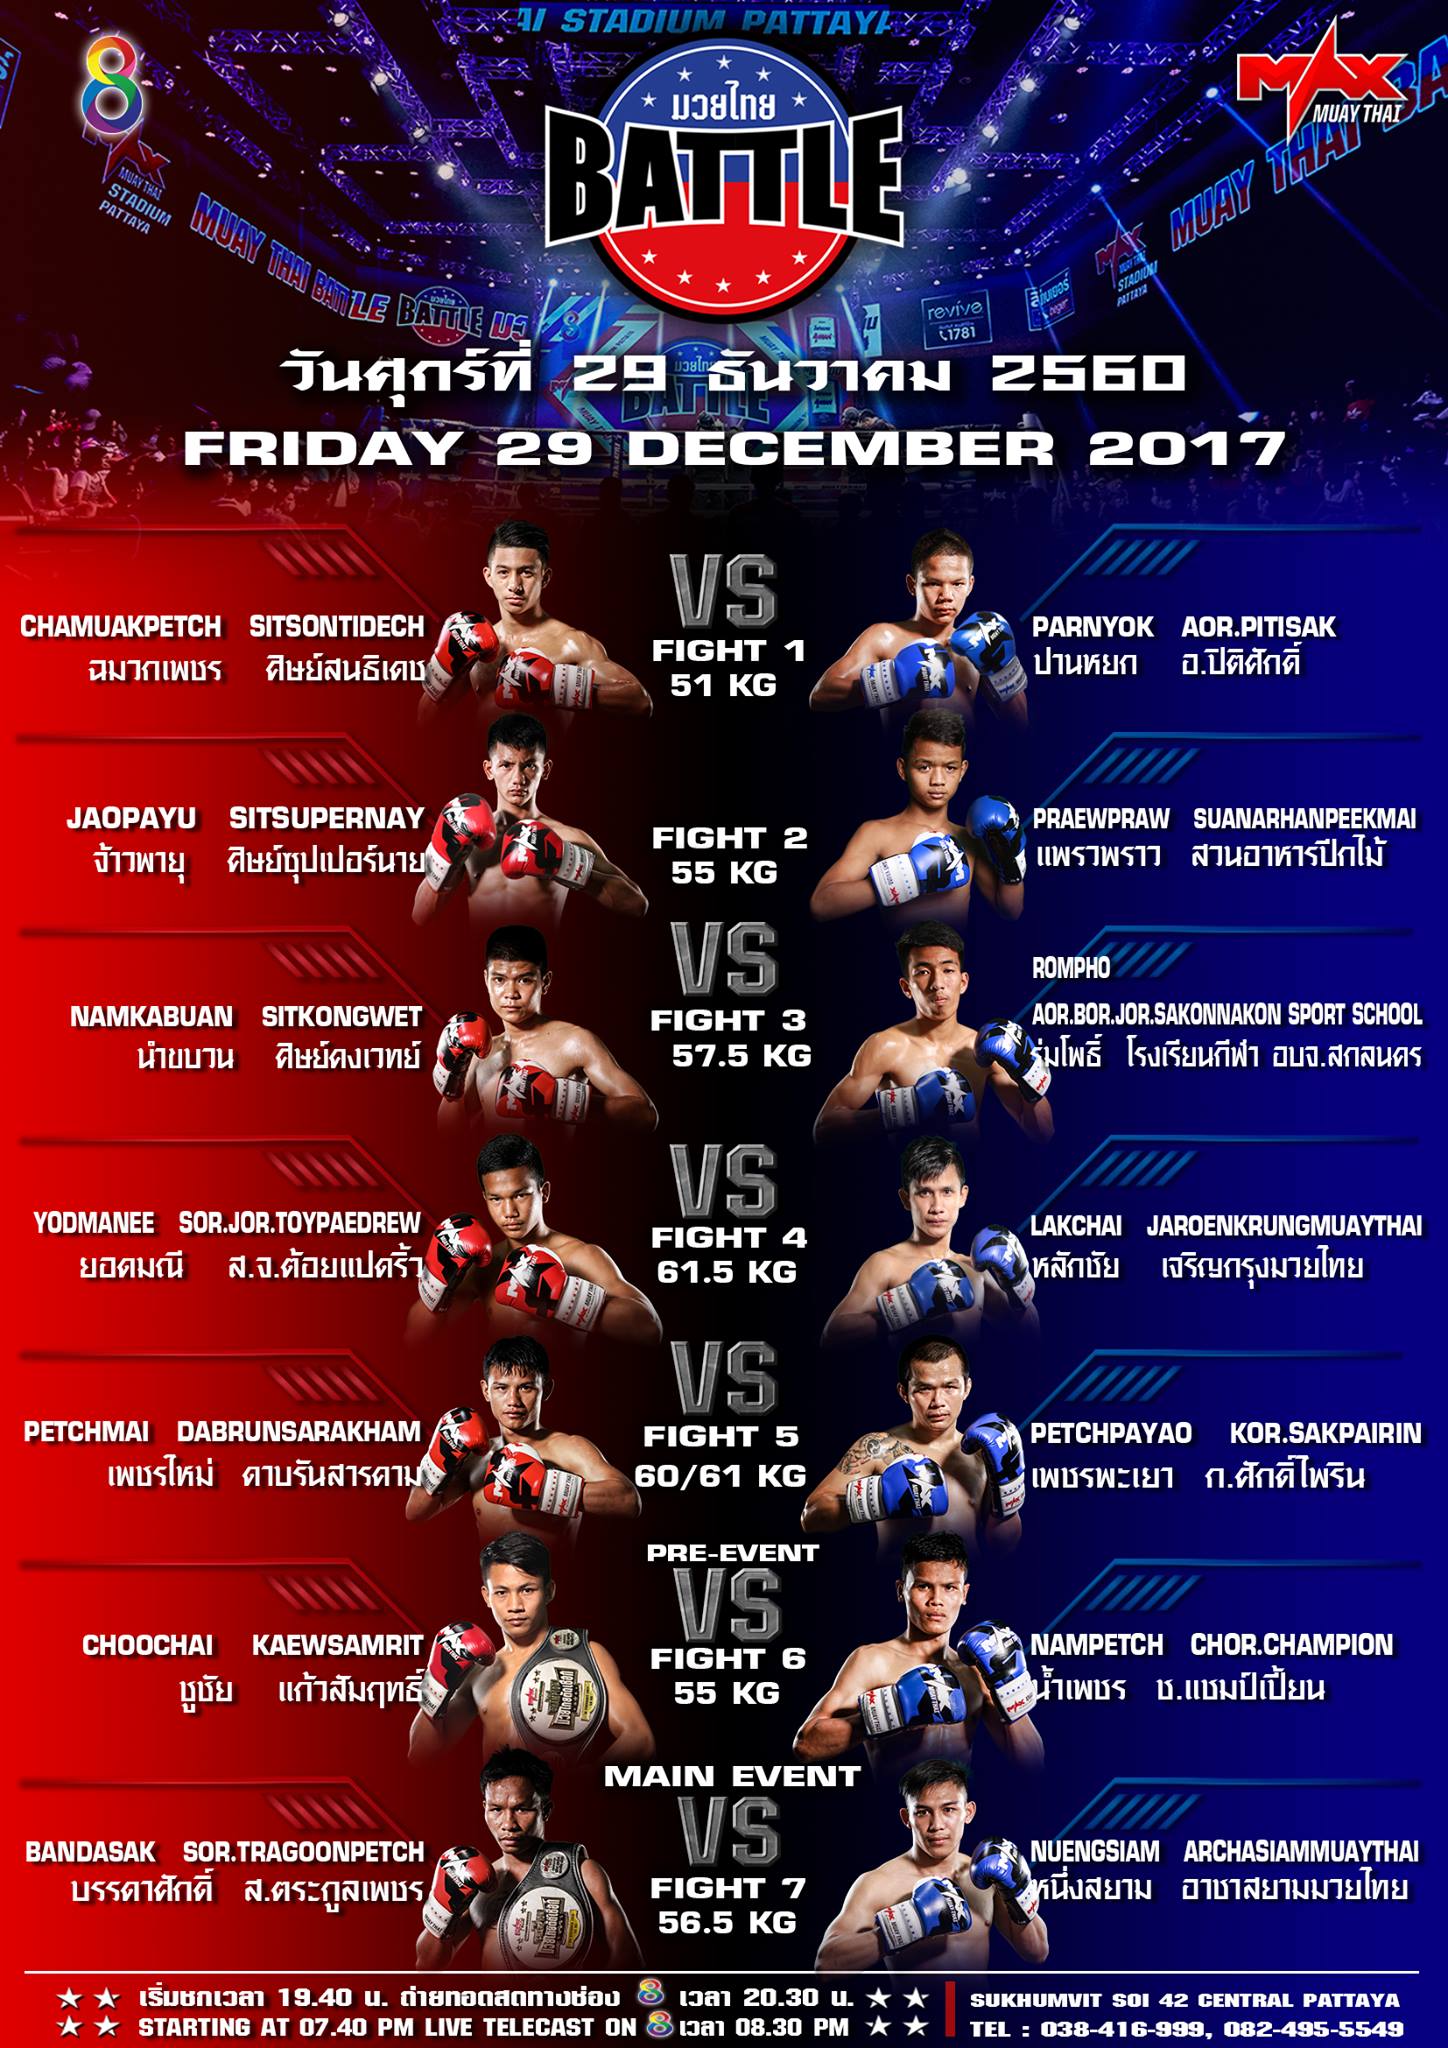 AI STADIUM PATTAYA
8
มวยไทย
BATTLE
MAX
MUAY THAI
MAX
MUAY THAI
STADIUM
PATTAYA
MUAY THAI BATTLE
มวยไทย
BATTLE
MUAY THAI BA
MAX
MUAY THAI
STADIUM
PATTAYA
revive
1781
มวยไทย
BATTLE
วันศุกร์ที่ 29 ธันวาคม 2560
FRIDAY 29 DECEMBER 2017
CHAMUAKPETCH SITSONTIDECH
ฉมวกเพชร ศิษย์สนธิเดช
VS
FIGHT 1
51 KG
PARNYOK AOR.PITISAK
ปานหยก อ.ปิติศักดิ์
JAOPAYU SITSUPERNAY
จ้าวพายุ ศิษย์ซุปเปอร์นาย
FIGHT 2
55 KG
PRAEWPRAW SUANARHANPEEKMAI
แพรวพราว สวนอาหารปีกไม้
NAMKABUAN SITKONGWET
นำขบวน ศิษย์คงเวทย์
VS
FIGHT 3
57.5 KG
ROMPHO
AOR.BOR.JOR.SAKONNAKON SPORT SCHOOL
ร่มโพธิ์ โรงเรียนกีฬา อบจ.สกลนคร
YODMANEE SOR.JOR.TOYPAEDREW
ยอดมณี ส.จ.ต้อยแปดริ้ว
VS
FIGHT 4
61.5 KG
LAKCHAI JAROENKRUNGMUAYTHAI
หลักชัย เจริญกรุงมวยไทย
PETCHMAI DABRUNSARAKHAM
เพชรใหม่ ดาบรันสารคาม
VS
FIGHT 5
60/61 KG
PETCHPAYAO KOR.SAKPAIRIN
เพชรพะเยา ก.ศักดิ์ไพริน
CHOOCHAI KAEWSAMRIT
ชูชัย แก้วสัมฤทธิ์
PRE-EVENT
VS
FIGHT 6
55 KG
NAMPETCH CHOR.CHAMPION
น้ำเพชร ช.แชมป์เปี้ยน
BANDASAK SOR.TRAGOONPETCH
บรรดาศักดิ์ ส.ตระกูลเพชร
MAIN EVENT
VS
FIGHT 7
56.5 KG
NUENGSIAM ARCHASIAMMUAYTHAI
หนึ่งสยาม อาชาสยามมวยไทย
เริ่มชกเวลา 19.40 น. ถ่ายทอดสดทางช่อง 8 เวลา 20.30 น.
STARTING AT 07.40 PM LIVE TELECAST ON 8 เวลา 08.30 PM
SUKHUMVIT SOI 42 CENTRAL PATTAYA
TEL : 038-416-999, 082-495-5549